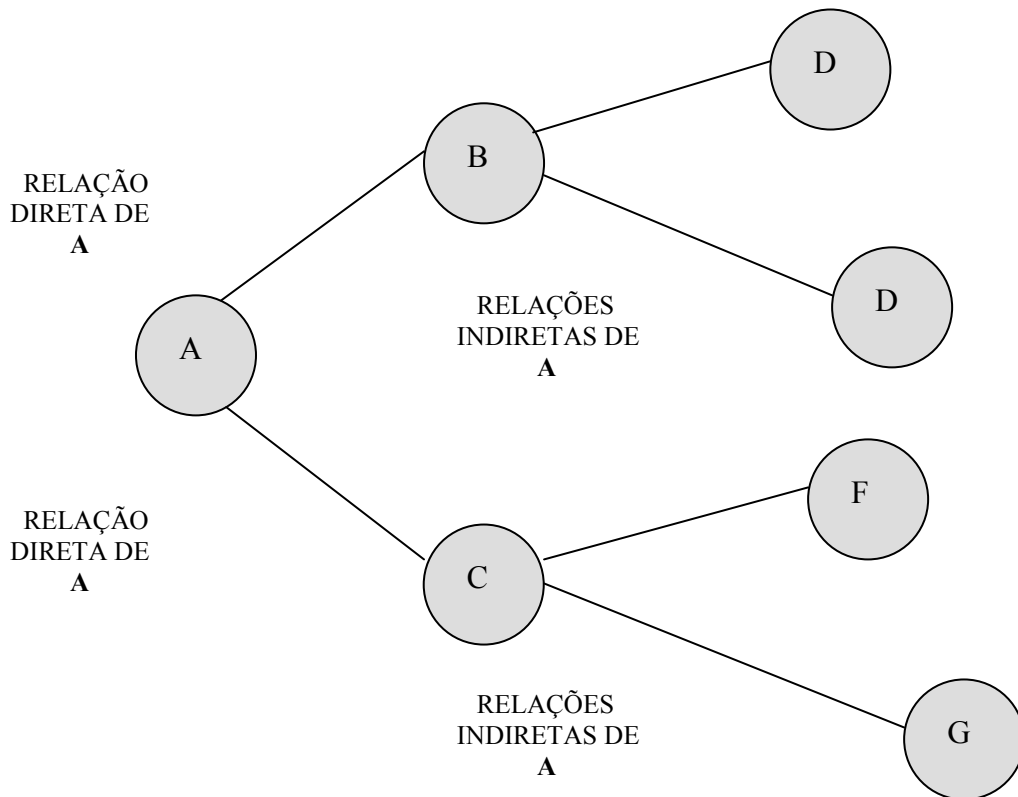 D
B
RELAÇÃO
DIRETA DE
A
D
RELAÇÕES
INDIRETAS DE
A
A
F
RELAÇÃO
DIRETA DE
A
C
RELAÇÕES
INDIRETAS DE
A
G